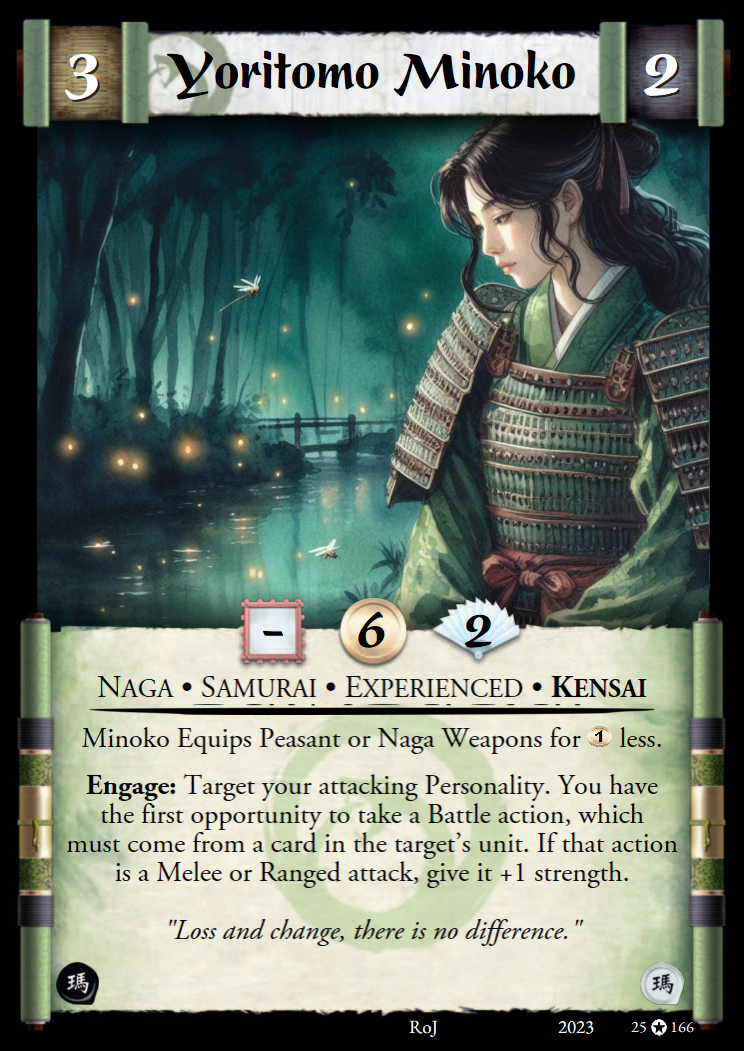 3 Yoritomo Minoko 2
- 6 2
NAGA • SAMURAI • EXPERIENCED • KENSAI
Minoko Equips Peasant or Naga Weapons for 1 less.
Engage: Target your attacking Personality. You have
the first opportunity to take a Battle action, which
must come from a card in the target's unit. If that action
is a Melee or Ranged attack, give it +1 strength.
"Loss and change, there is no difference."
瑪 瑪
RoJ 2023 25 166